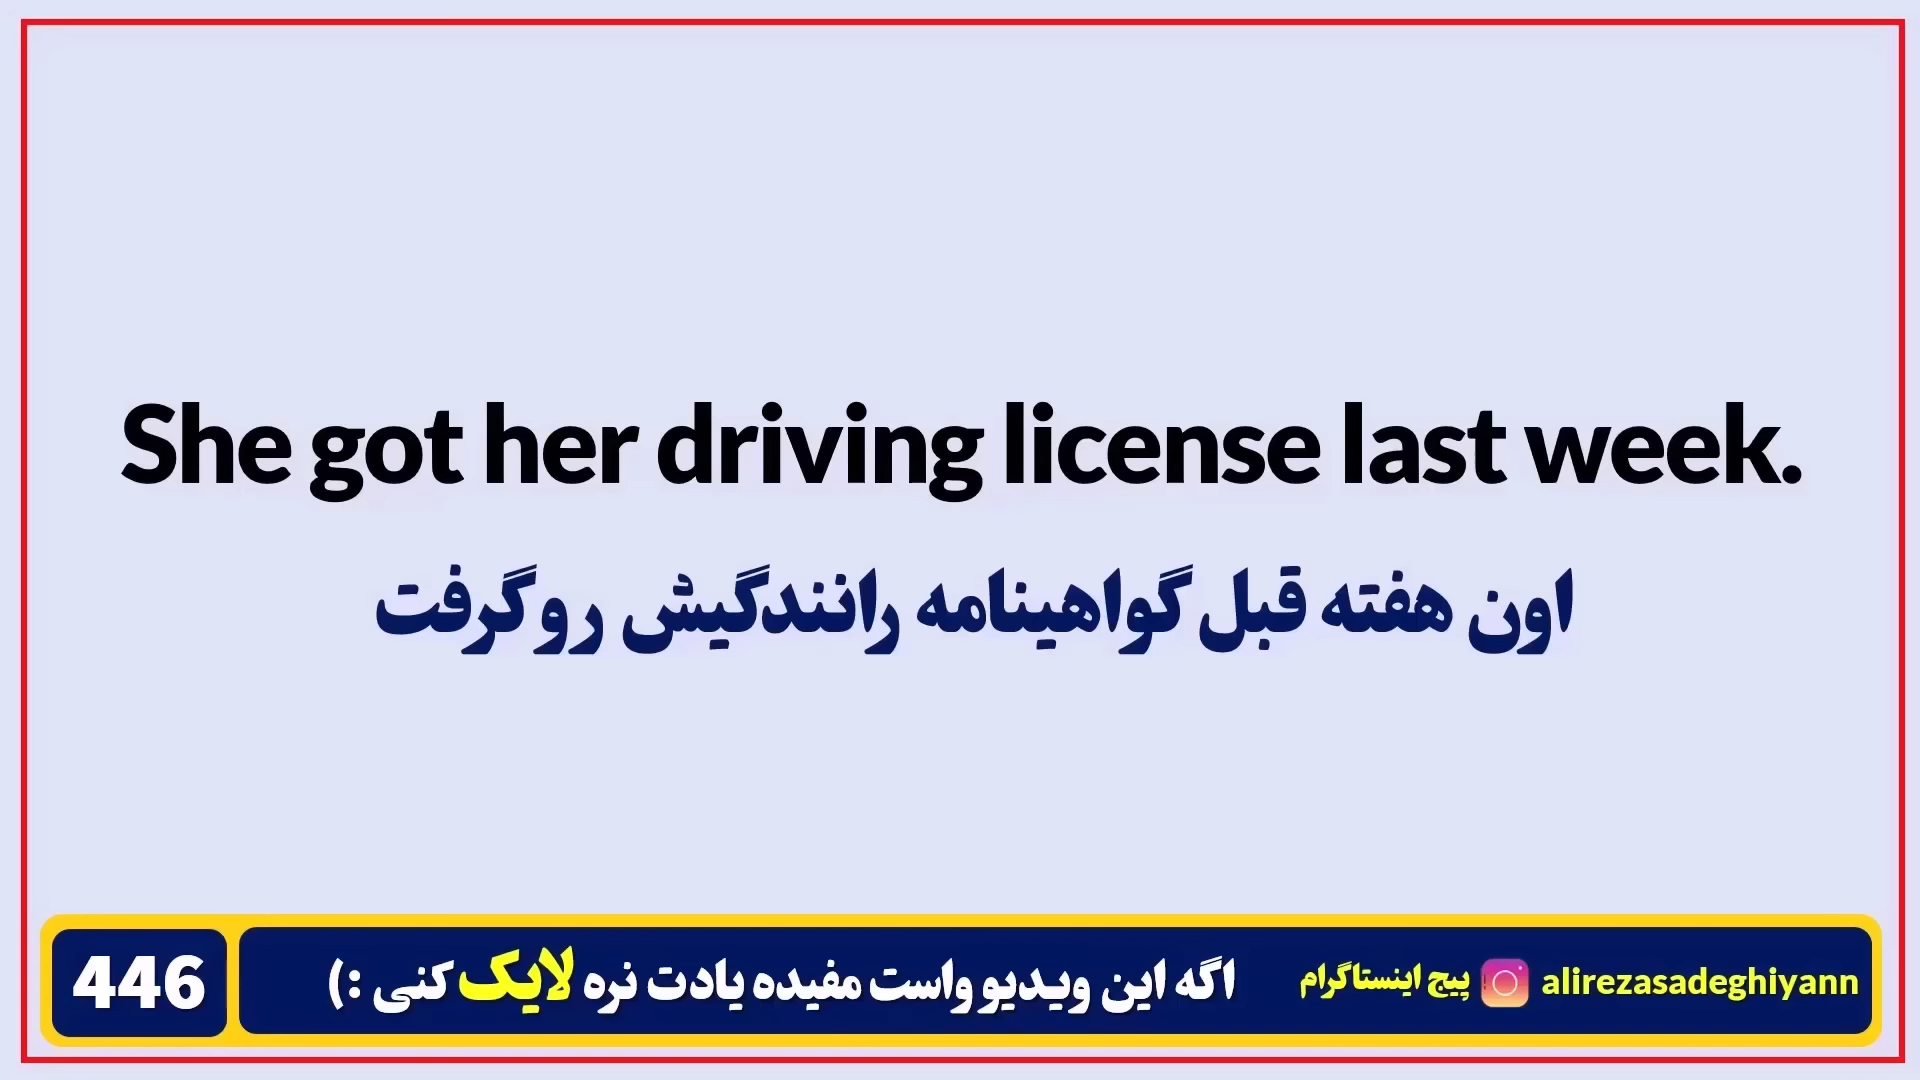 She got her driving license last week.
اون هفته قبل گواهینامه رانندگیش رو گرفت
446
اگه این ویدیو واست مفیده یادت نره لایک کنی :)
پیج اینستاگرام alirezasadeghiyann